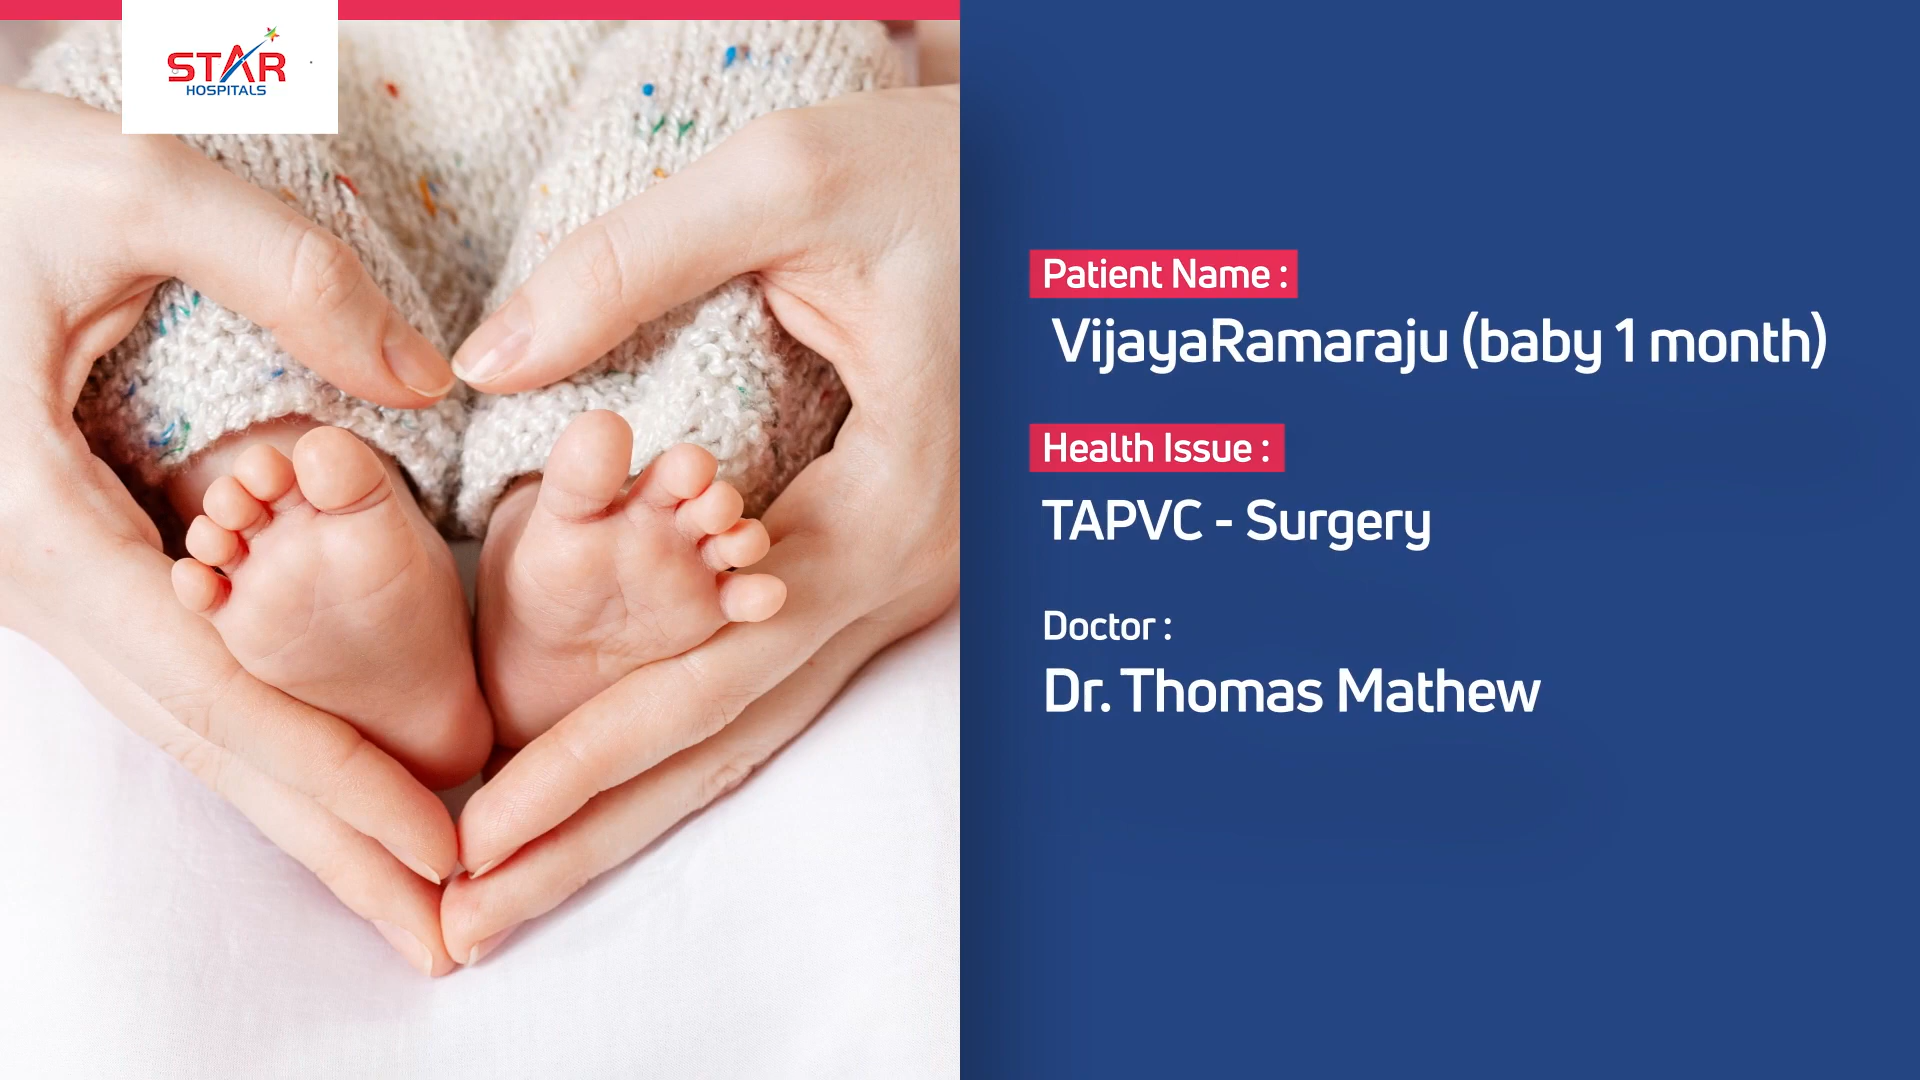 STAR
HOSPITALS
Patient Name :
VijayaRamaraju (baby 1 month)
Health Issue :
TAPVC - Surgery
Doctor :
Dr. Thomas Mathew